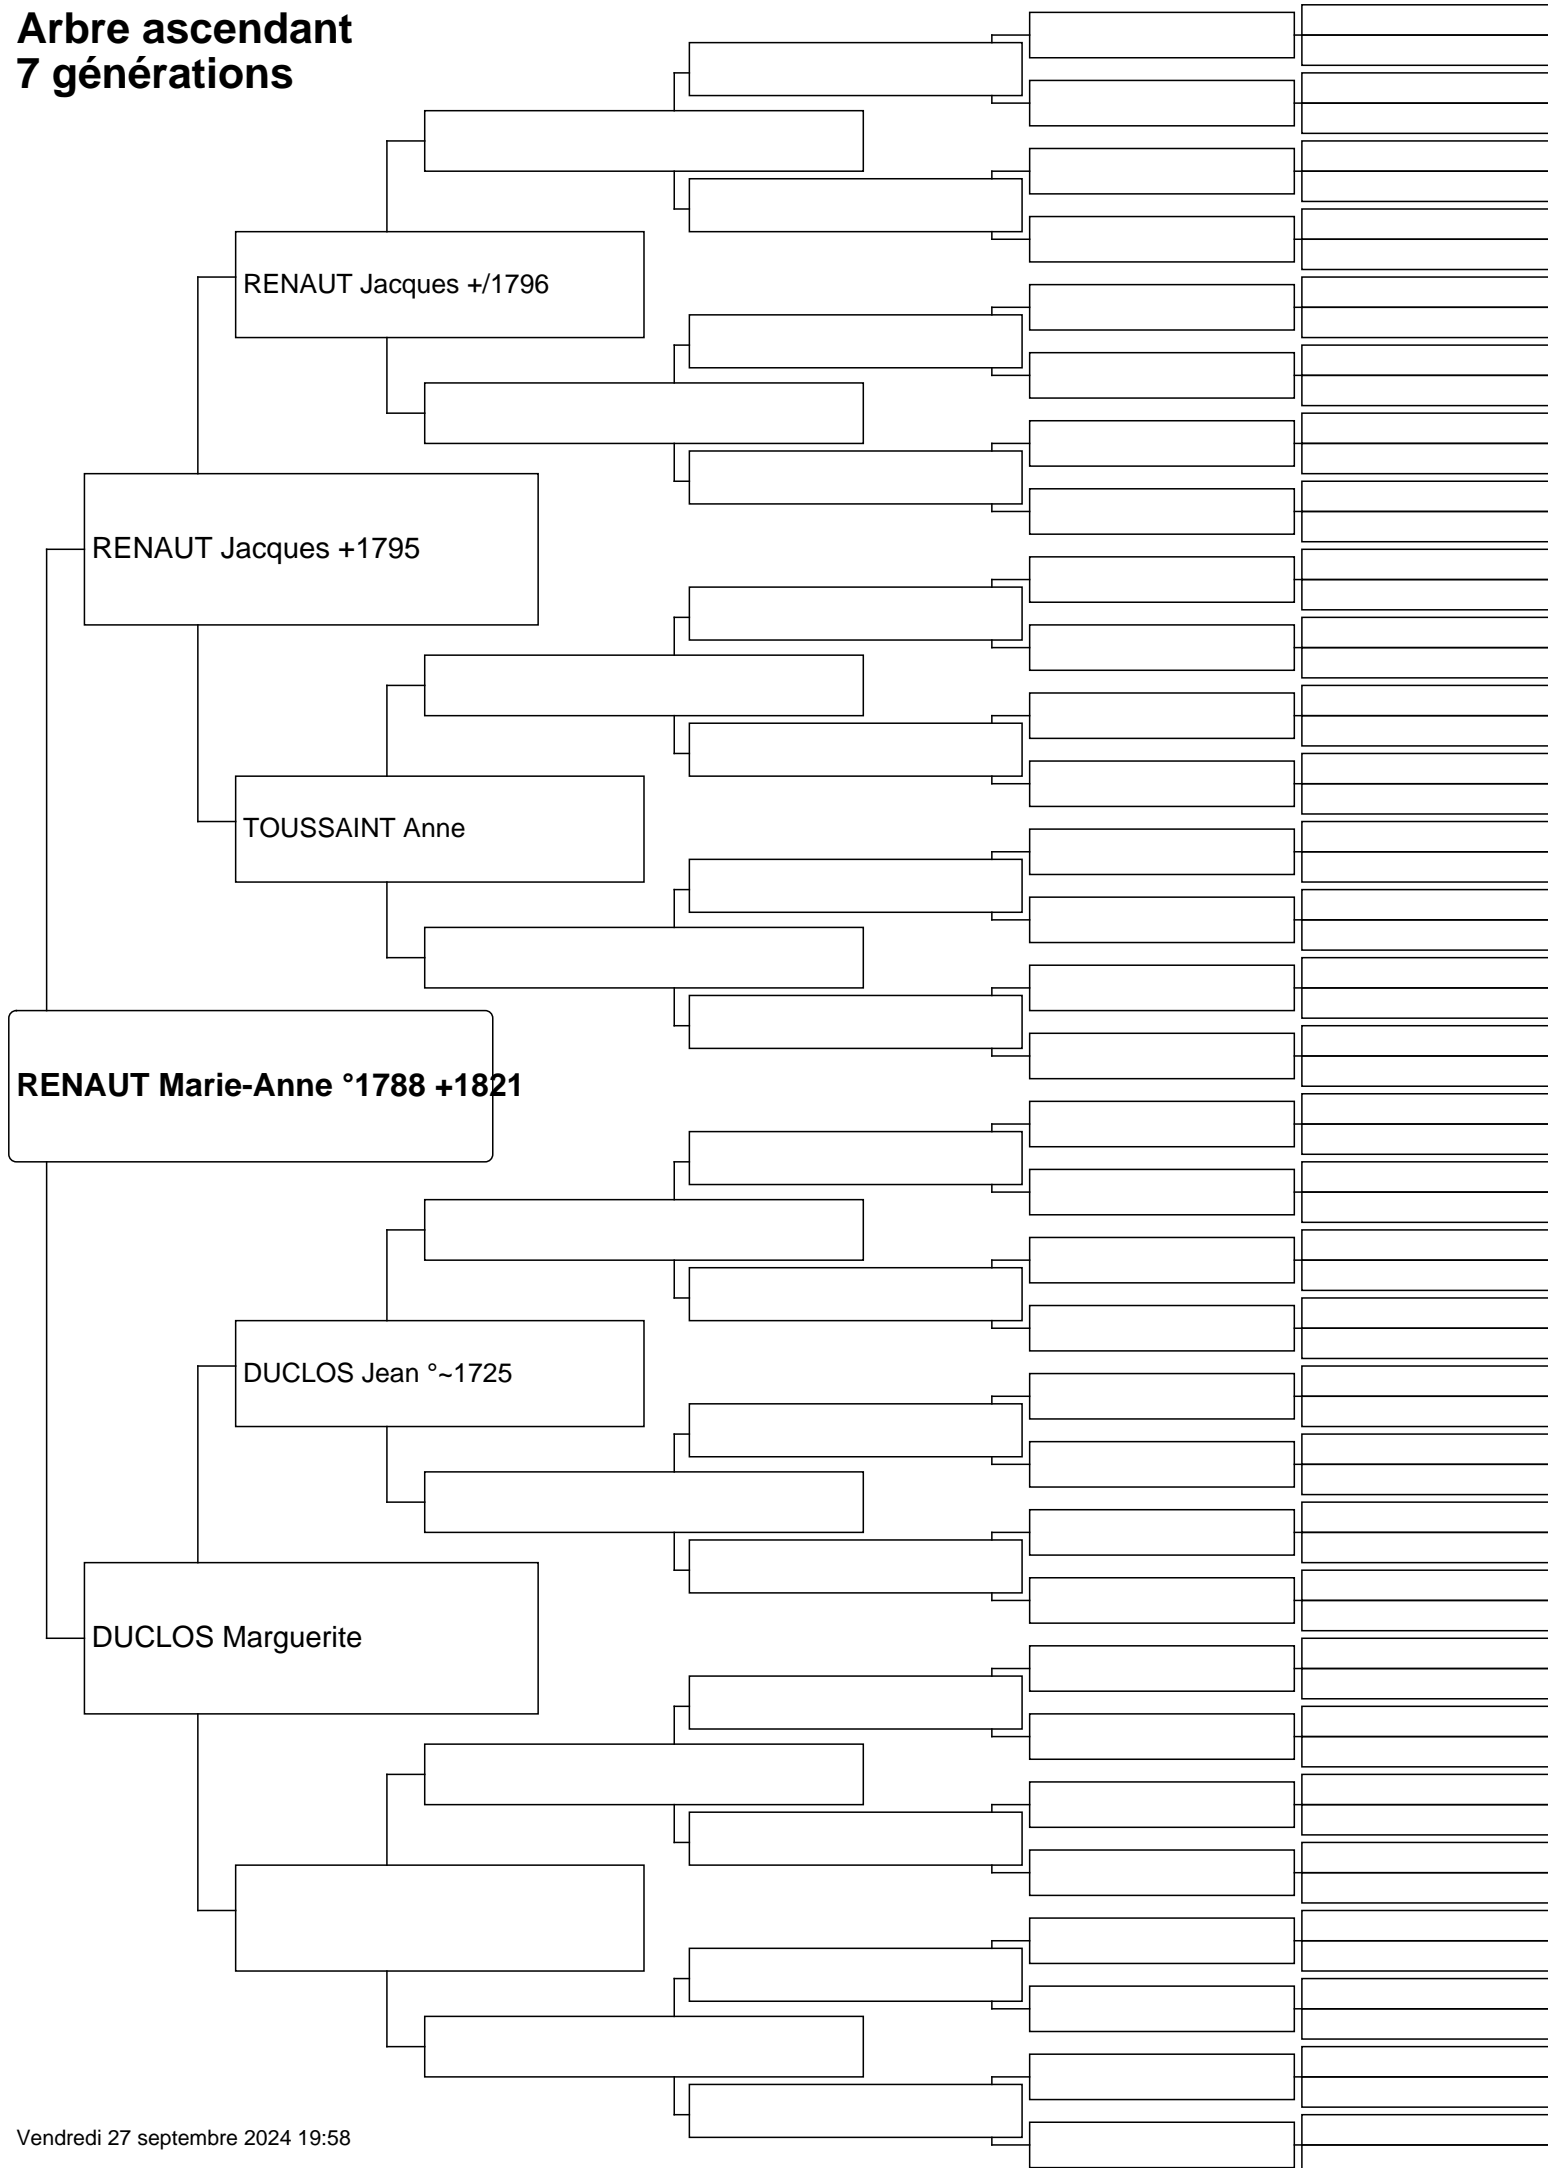 Arbre ascendant
7 générations
RENAUT Jacques +/1796
RENAUT Jacques +1795
TOUSSAINT Anne
RENAUT Marie-Anne °1788 +1821
DUCLOS Jean °~1725
DUCLOS Marguerite
Vendredi 27 septembre 2024 19:58